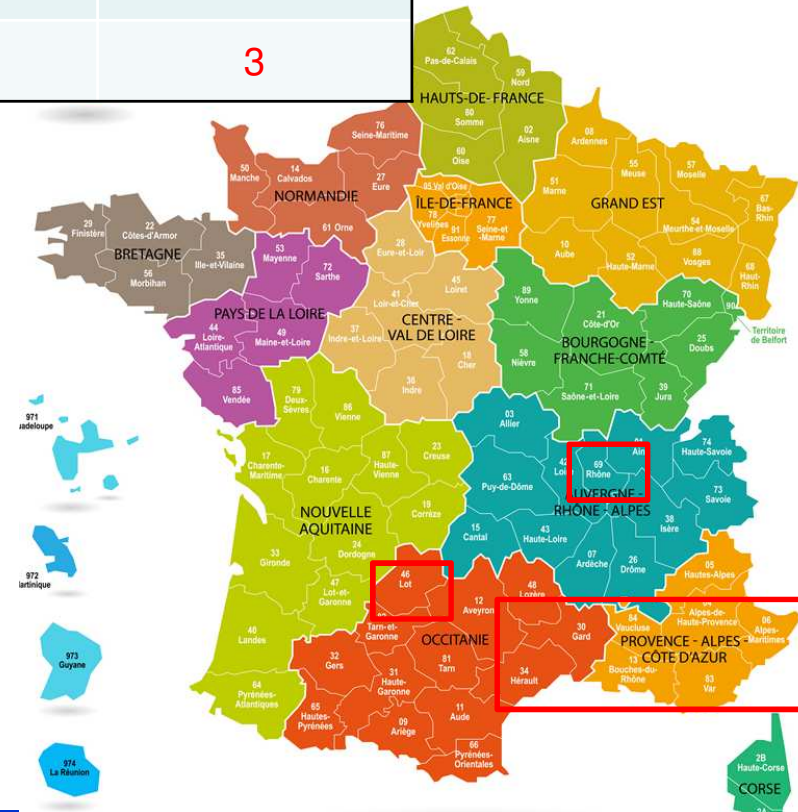 3
62
Pas-de-Calais
59
Nord
HAUTS-DE- FRANCE
80
Somme
02
Aisne
60
Oise
76
Seine-Maritime
50
Manche
14
Calvados
27
Eure
NORMANDIE
61 Orne
95 Val d'Oise
ÎLE-DE-FRANCE
78
Yvelines
91
Essonne
77
Seine-et
-Marne
08
Ardennes
51
Marne
55
Meuse
57
Moselle
GRAND EST
67
Bas-
Rhin
54
Meurthe-et-Moselle
10
Aube
52
Haute-Marne
88
Vosges
68
Haut-
Rhin
29
Finistère
22
Côtes-d'Armor
BRETAGNE
35
Ille-et-Vilaine
56
Morbihan
53
Mayenne
72
Sarthe
PAYS DE LA LOIRE
44
Loire-
Atlantique
49
Maine-et-Loire
85
Vendée
28
Eure-et-Loir
45
Loiret
41
Loir-et-Cher
CENTRE -
VAL DE LOIRE
37
Indre-et-Loire
18
Cher
36
Indre
89
Yonne
21
Côte-d'Or
70
Haute-Saône
90
Territoire
de Belfort
BOURGOGNE -
FRANCHE-COMTÉ
58
Nièvre
25
Doubs
71
Saône-et-Loire
39
Jura
79
Deux-
Sèvres
86
Vienne
17
Charente-
Maritime
16
Charente
87
Haute-
Vienne
23
Creuse
19
Corrèze
NOUVELLE
AQUITAINE
24
Dordogne
33
Gironde
47
Lot-et-
Garonne
40
Landes
64
Pyrénées-
Atlantiques
03
Allier
63
Puy-de-Dôme
42
Loire
69
Rhône
01
Ain
74
Haute-Savoie
73
Savoie
AUVERGNE -
RHÔNE - ALPES
38
Isère
15
Cantal
43
Haute-Loire
07
Ardèche
26
Drôme
46
Lot
12
Aveyron
48
Lozère
30
Gard
82
Tarn-et-
Garonne
OCCITANIE
32
Gers
81
Tarn
34
Hérault
31
Haute-
Garonne
65
Hautes-
Pyrénées
09
Ariège
11
Aude
66
Pyrénées-
Orientales
05
Hautes-Alpes
84
Vaucluse
04
Alpes-de-
Haute-Provence
06
Alpes-
Maritimes
PROVENCE - ALPES -
CÔTE D'AZUR
13
Bouches-du-
Rhône
83
Var
2B
Haute-Corse
CORSE
2A
971
uadeloupe
972
lartinique
973
Guyane
974
La Réunion